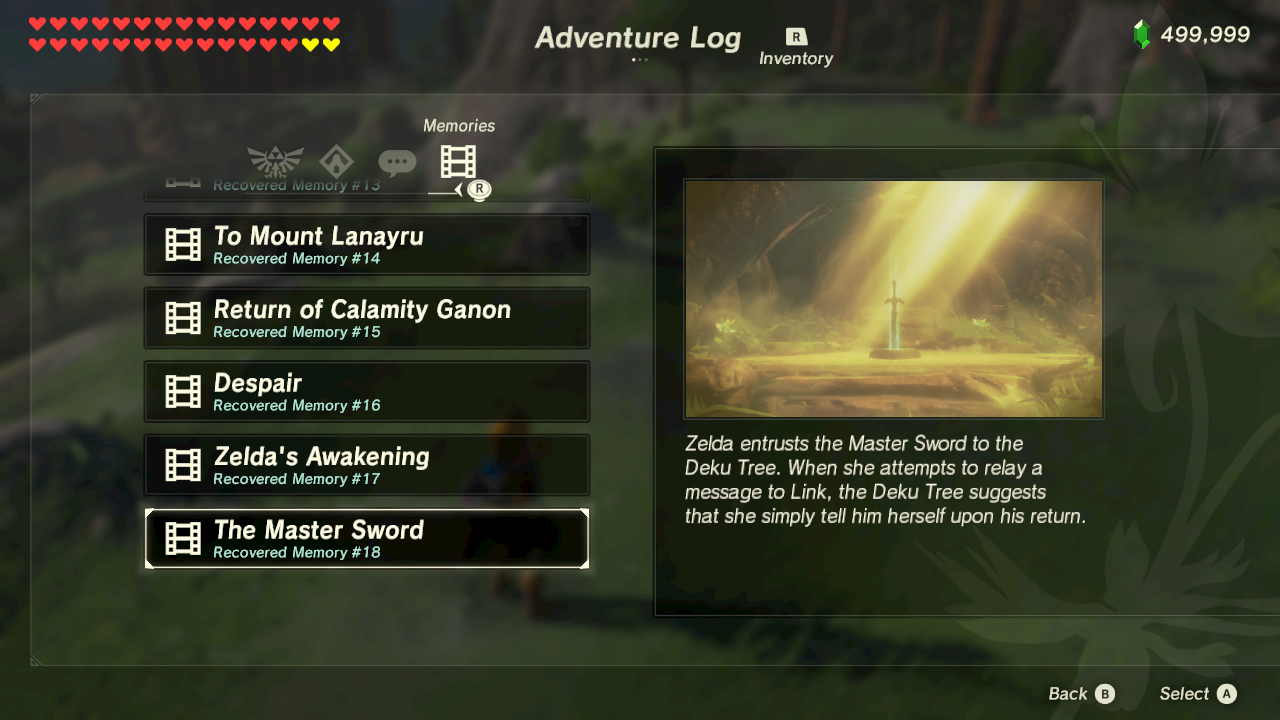 Adventure Log
R
Inventory
499,999
Memories
R
Recovered Memory #13
To Mount Lanayru
Recovered Memory #14
Return of Calamity Ganon
Recovered Memory #15
Despair
Recovered Memory #16
Zelda's Awakening
Recovered Memory #17
The Master Sword
Recovered Memory #18
Zelda entrusts the Master Sword to the
Deku Tree. When she attempts to relay a
message to Link, the Deku Tree suggests
that she simply tell him herself upon his return.
Back B
Select A